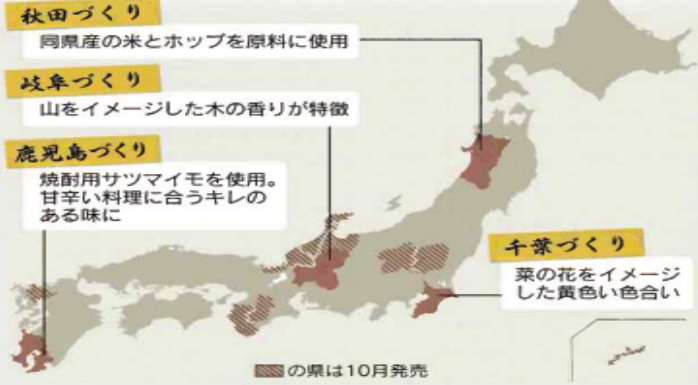 秋田づくり
同県産の米とホップを原料に使用
岐阜づくり
山をイメージした木の香りが特徴
鹿児島づくり
焼酎用サツマイモを使用。
甘辛い料理に合うキレの
ある味に
千葉づくり
菜の花をイメージ
した黄色い色合い
の県は10月発売